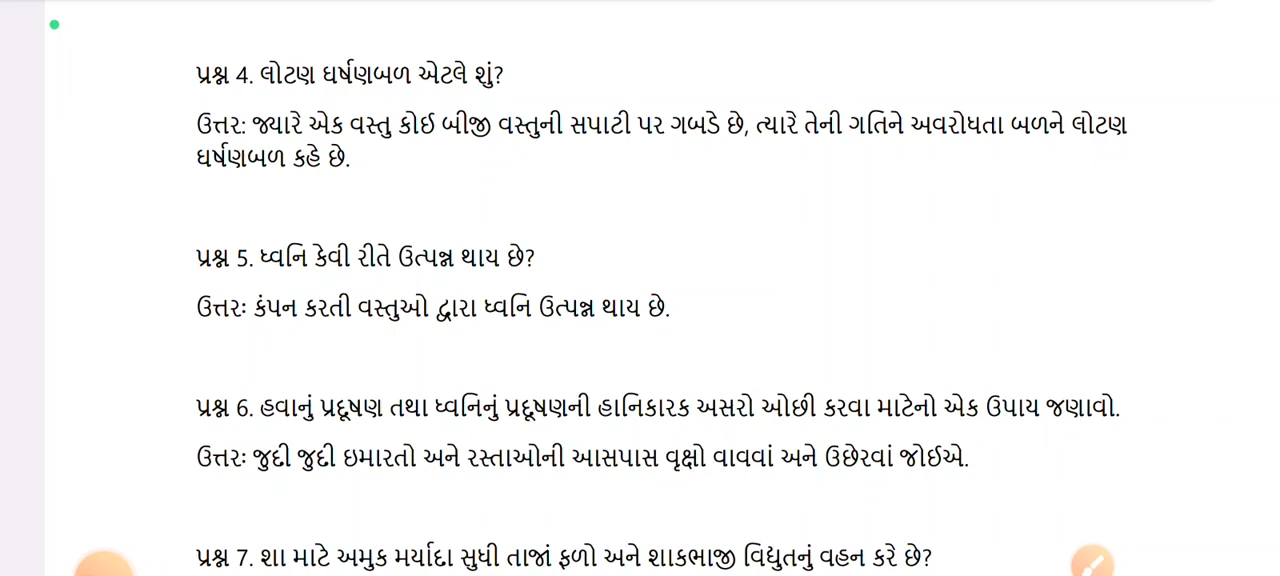 પ્રશ્ન 4. લોટણ ઘર્ષણબળ એટલે શું?
ઉત્તર: જ્યારે એક વસ્તુ કોઈ બીજી વસ્તુની સપાટી પર ગબડે છે, ત્યારે તેની ગતિને અવરોધતા બળને લોટણ
ઘર્ષણબળ કહે છે.
પ્રશ્ન 5. ધ્વનિ કેવી રીતે ઉત્પન્ન થાય છે?
ઉત્તરઃ કંપન કરતી વસ્તુઓ દ્વારા ધ્વનિ ઉત્પન્ન થાય છે.
પ્રશ્ન 6. હવાનું પ્રદૂષણ તથા ધ્વનિનું પ્રદૂષણની હાનિકારક અસરો ઓછી કરવા માટેનો એક ઉપાય જણાવો.
ઉત્તરઃ જુદી જુદી ઇમારતો અને રસ્તાઓની આસપાસ વૃક્ષો વાવવાં અને ઉછેરવાં જોઈએ.
પ્રશ્ન 7. શા માટે અમુક મર્યાદા સુધી તાજાં ફળો અને શાકભાજી વિદ્યુતનું વહન કરે છે?